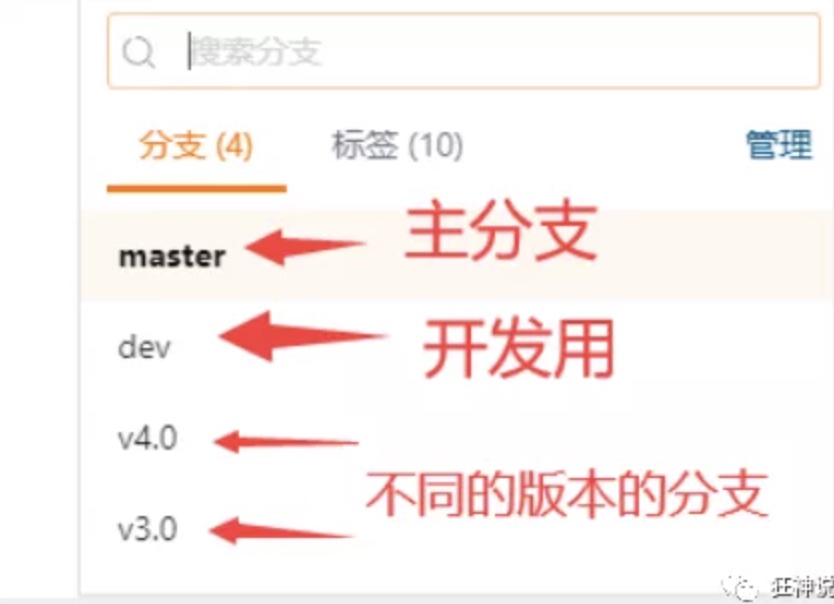 搜索分支
分支 (4) 标签 (10) 管理
master 主分支
dev 开发用
v4.0
不同的版本的分支
v3.0
狂神说